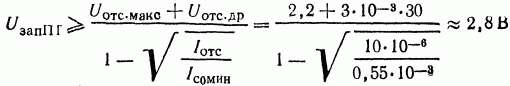 U_запПГ ⩾ (U_отс.макс + U_отс.др) / (1 − √(I_отс / I_сомин)) = (2,2 + 3·10⁻³·30) / (1 − √(10·10⁻⁶ / 0,55·10⁻³)) ≈ 2,8 В